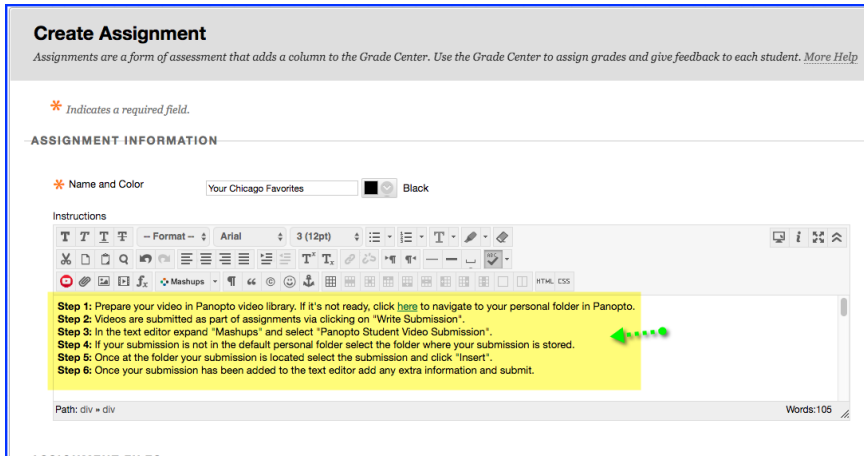 Create Assignment
Assignments are a form of assessment that adds a column to the Grade Center. Use the Grade Center to assign grades and give feedback to each student. More Help
Indicates a required field.
ASSIGNMENT INFORMATION
Name and Color Your Chicago Favorites Black
Instructions
T T T T -- Format -- Arial 3 (12pt) T
Tx Tx ABC
fx Mashups HTML CSS
Step 1: Prepare your video in Panopto video library. If it's not ready, click here to navigate to your personal folder in Panopto.
Step 2: Videos are submitted as part of assignments via clicking on "Write Submission".
Step 3: In the text editor expand "Mashups" and select "Panopto Student Video Submission".
Step 4: If your submission is not in the default personal folder select the folder where your submission is stored.
Step 5: Once at the folder your submission is located select the submission and click "Insert".
Step 6: Once your submission has been added to the text editor add any extra information and submit.
Path: div » div Words:105